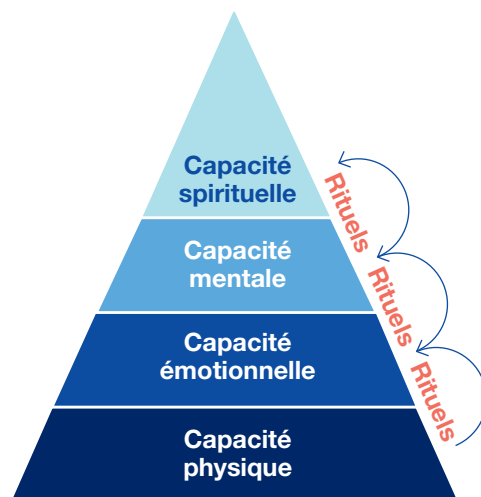 Capacité
spirituelle
Rituels
Capacité
mentale
Rituels
Capacité
émotionnelle
Rituels
Capacité
physique